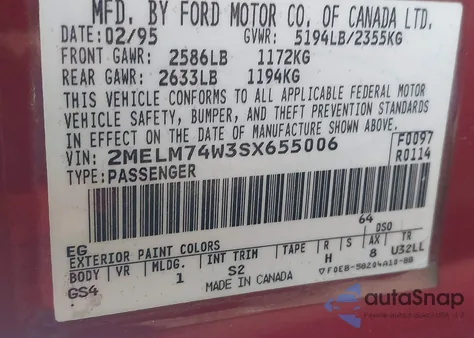 MFD. BY FORD MOTOR CO. OF CANADA LTD.
DATE: 02/95 GVWR: 5194LB/2355KG
FRONT GAWR: 2586LB 1172KG
REAR GAWR: 2633LB 1194KG
THIS VEHICLE CONFORMS TO ALL APPLICABLE FEDERAL MOTOR
VEHICLE SAFETY, BUMPER, AND THEFT PREVENTION STANDARDS
IN EFFECT ON THE DATE OF MANUFACTURE SHOWN ABOVE
VIN: 2MELM74W3SX655006 F0097
TYPE: PASSENGER R0114
64
EG DSO
EXTERIOR PAINT COLORS
BODY VR MLDG. INT TRIM TAPE R S AX TR
GS4 1 S2 H 8 U32LL
MADE IN CANADA
autoSnap